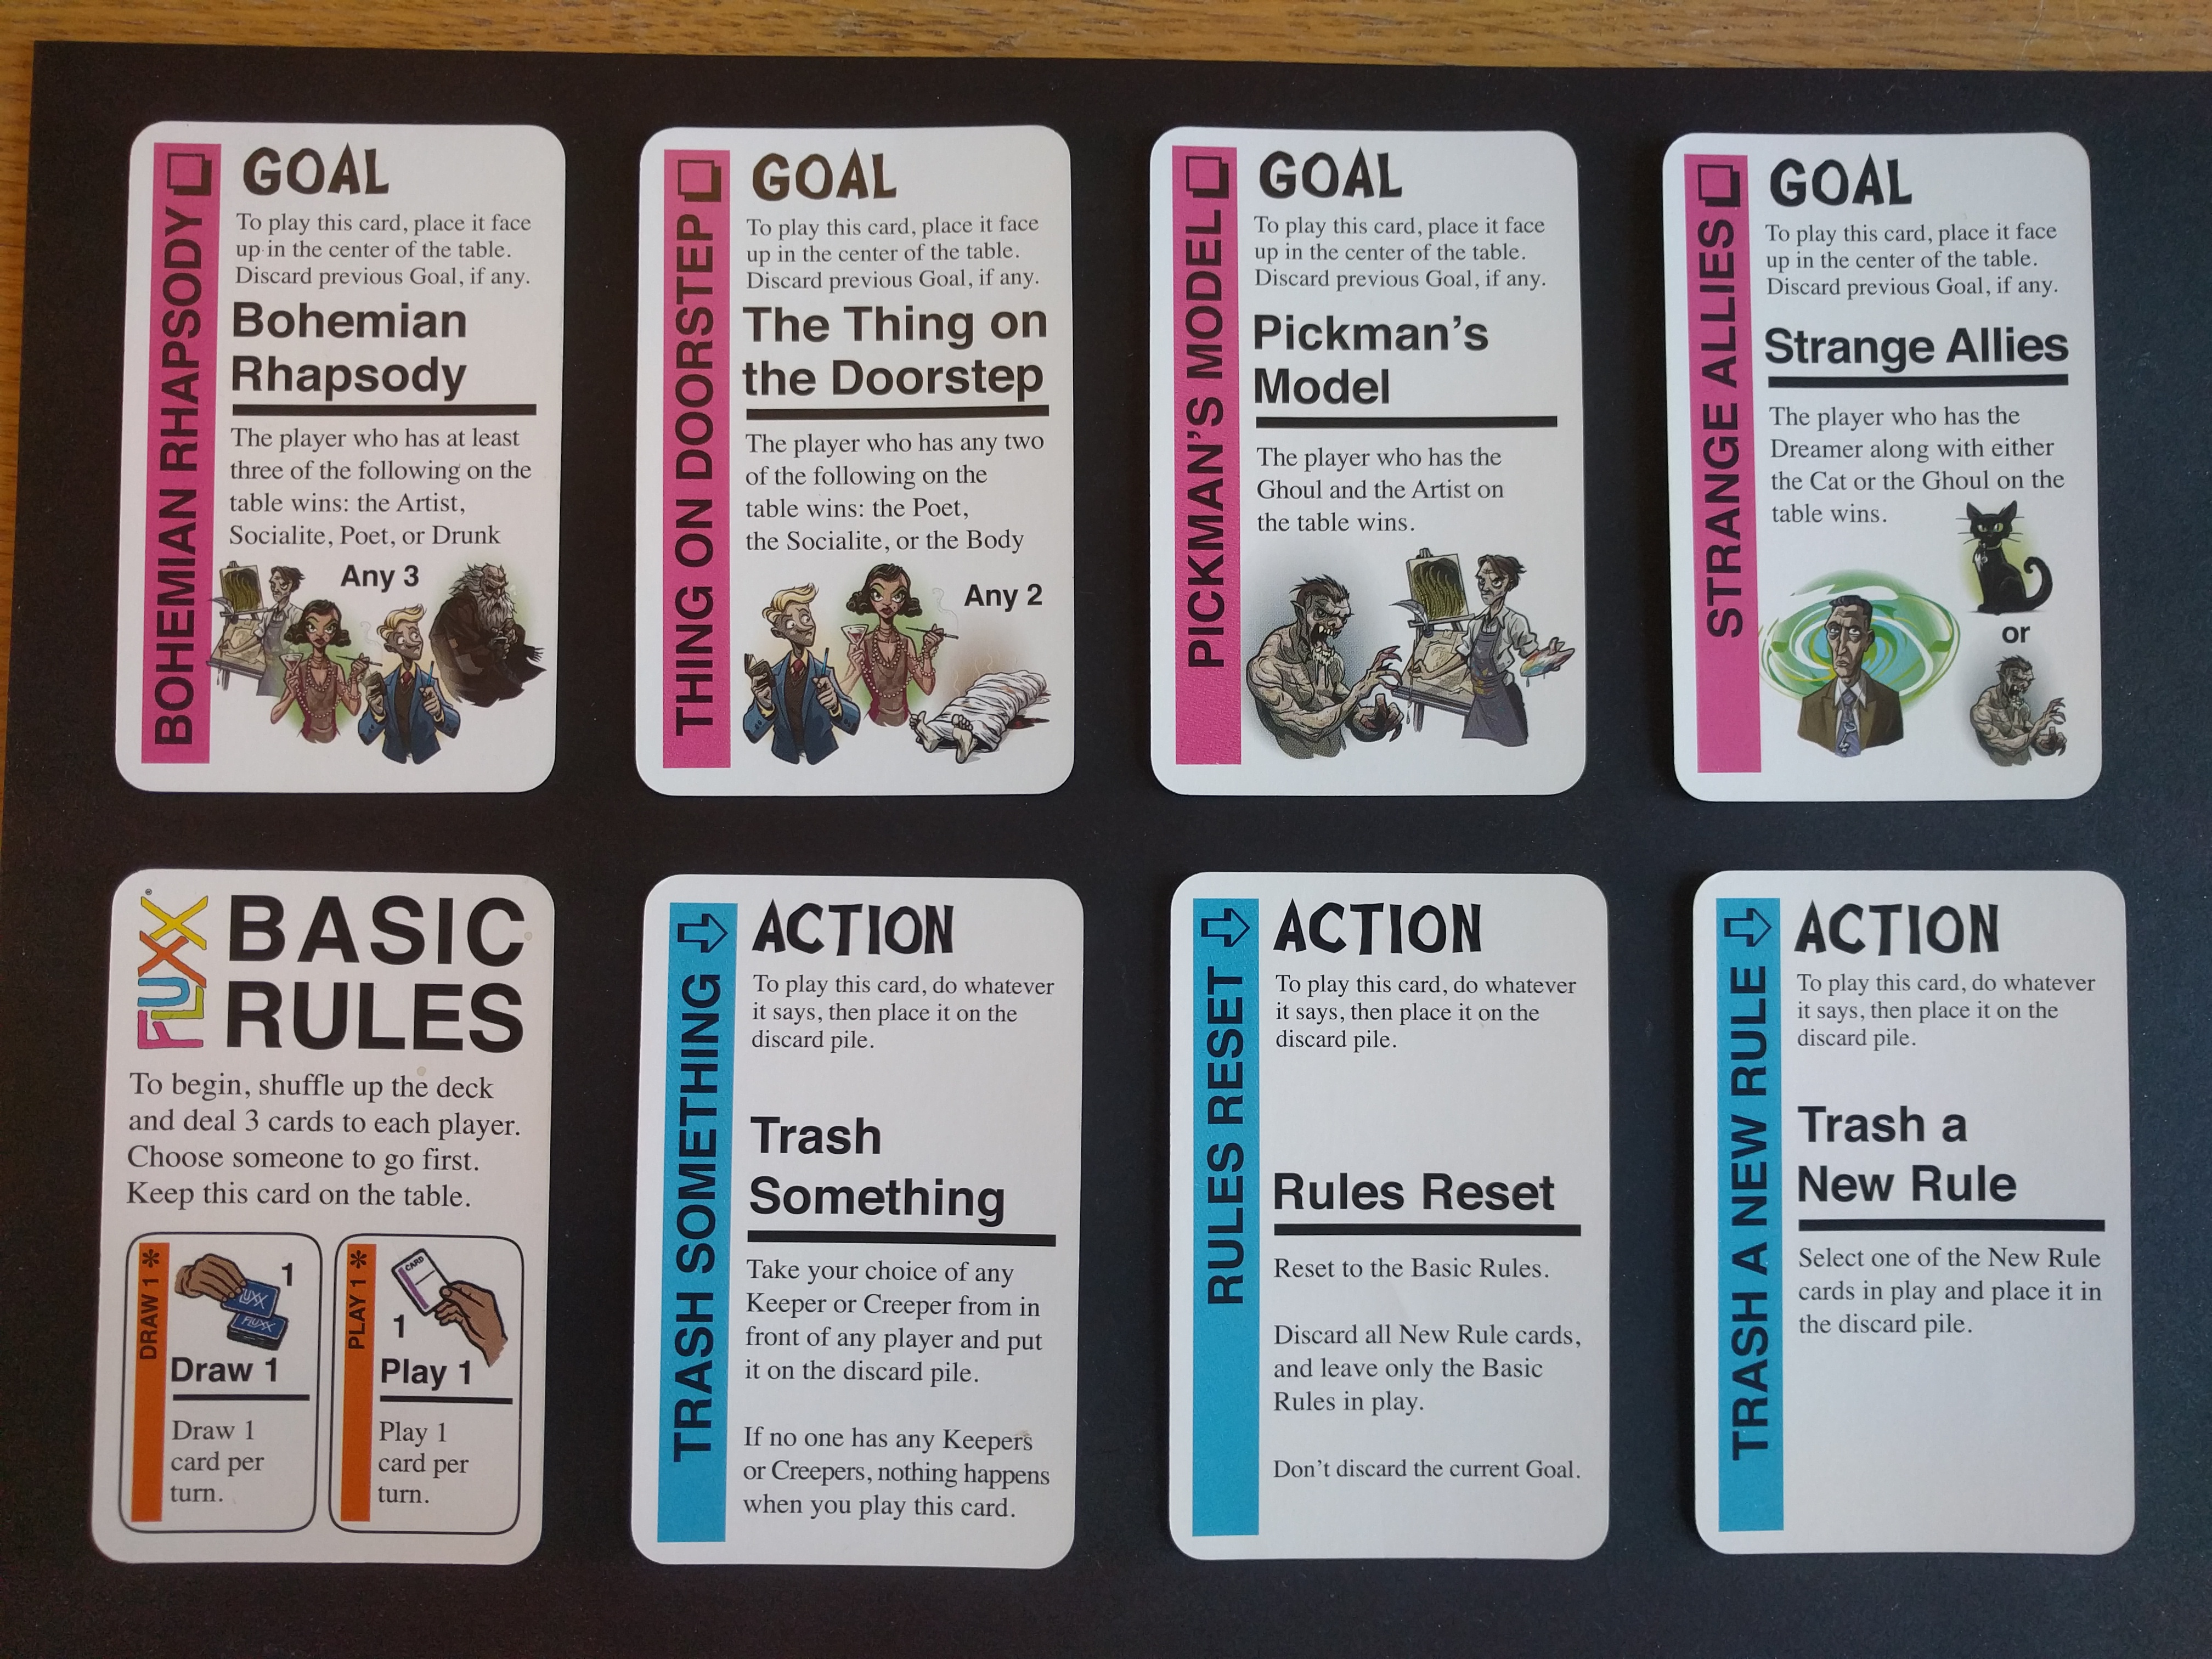 BOHEMIAN RHAPSODY
GOAL
To play this card, place it face
up in the center of the table.
Discard previous Goal, if any.
Bohemian
Rhapsody
The player who has at least
three of the following on the
table wins: the Artist,
Socialite, Poet, or Drunk
Any 3
THING ON DOORSTEP
GOAL
To play this card, place it face
up in the center of the table.
Discard previous Goal, if any.
The Thing on
the Doorstep
The player who has any two
of the following on the
table wins: the Poet,
the Socialite, or the Body
Any 2
PICKMAN'S MODEL
GOAL
To play this card, place it face
up in the center of the table.
Discard previous Goal, if any.
Pickman's
Model
The player who has the
Ghoul and the Artist on
the table wins.
STRANGE ALLIES
GOAL
To play this card, place it face
up in the center of the table.
Discard previous Goal, if any.
Strange Allies
The player who has the
Dreamer along with either
the Cat or the Ghoul on the
table wins.
or
FLUXX®
BASIC
RULES
To begin, shuffle up the deck
and deal 3 cards to each player.
Choose someone to go first.
Keep this card on the table.
DRAW 1 *
1
FLUXX
FLUXX
Draw 1
Draw 1
card per
turn.
PLAY 1 *
CARD
1
Play 1
Play 1
card per
turn.
TRASH SOMETHING
ACTION
To play this card, do whatever
it says, then place it on the
discard pile.
Trash
Something
Take your choice of any
Keeper or Creeper from in
front of any player and put
it on the discard pile.
If no one has any Keepers
or Creepers, nothing happens
when you play this card.
RULES RESET
ACTION
To play this card, do whatever
it says, then place it on the
discard pile.
Rules Reset
Reset to the Basic Rules.
Discard all New Rule cards,
and leave only the Basic
Rules in play.
Don't discard the current Goal.
TRASH A NEW RULE
ACTION
To play this card, do whatever
it says, then place it on the
discard pile.
Trash a
New Rule
Select one of the New Rule
cards in play and place it in
the discard pile.